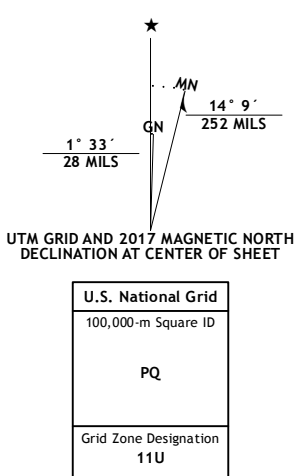 ★
MN
GN
1° 33´
28 MILS
14° 9´
252 MILS
UTM GRID AND 2017 MAGNETIC NORTH
DECLINATION AT CENTER OF SHEET
U.S. National Grid
100,000-m Square ID
PQ
Grid Zone Designation
11U